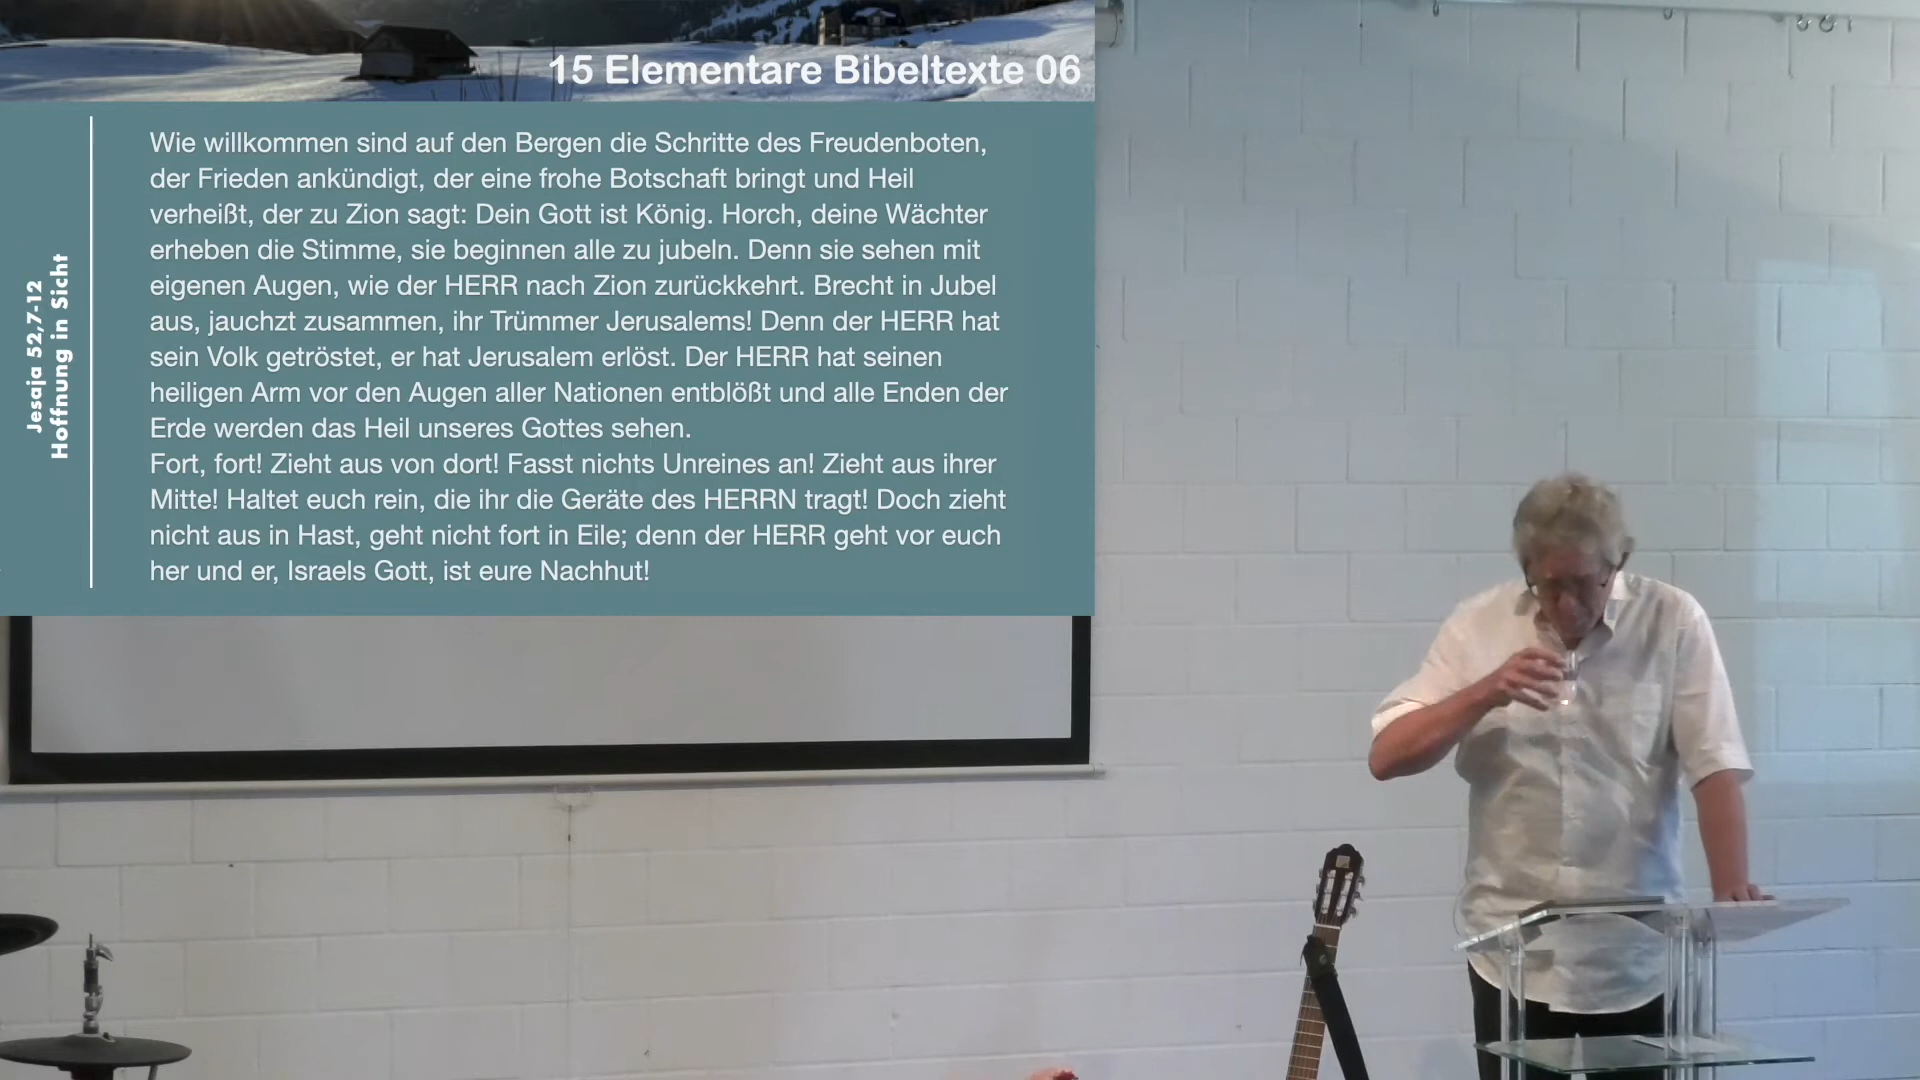 15 Elementare Bibeltexte 06
Jesaja 52,7-12
Hoffnung in Sicht
Wie willkommen sind auf den Bergen die Schritte des Freudenboten,
der Frieden ankündigt, der eine frohe Botschaft bringt und Heil
verheißt, der zu Zion sagt: Dein Gott ist König. Horch, deine Wächter
erheben die Stimme, sie beginnen alle zu jubeln. Denn sie sehen mit
eigenen Augen, wie der HERR nach Zion zurückkehrt. Brecht in Jubel
aus, jauchzt zusammen, ihr Trümmer Jerusalems! Denn der HERR hat
sein Volk getröstet, er hat Jerusalem erlöst. Der HERR hat seinen
heiligen Arm vor den Augen aller Nationen entblößt und alle Enden der
Erde werden das Heil unseres Gottes sehen.
Fort, fort! Zieht aus von dort! Fasst nichts Unreines an! Zieht aus ihrer
Mitte! Haltet euch rein, die ihr die Geräte des HERRN tragt! Doch zieht
nicht aus in Hast, geht nicht fort in Eile; denn der HERR geht vor euch
her und er, Israels Gott, ist eure Nachhut!